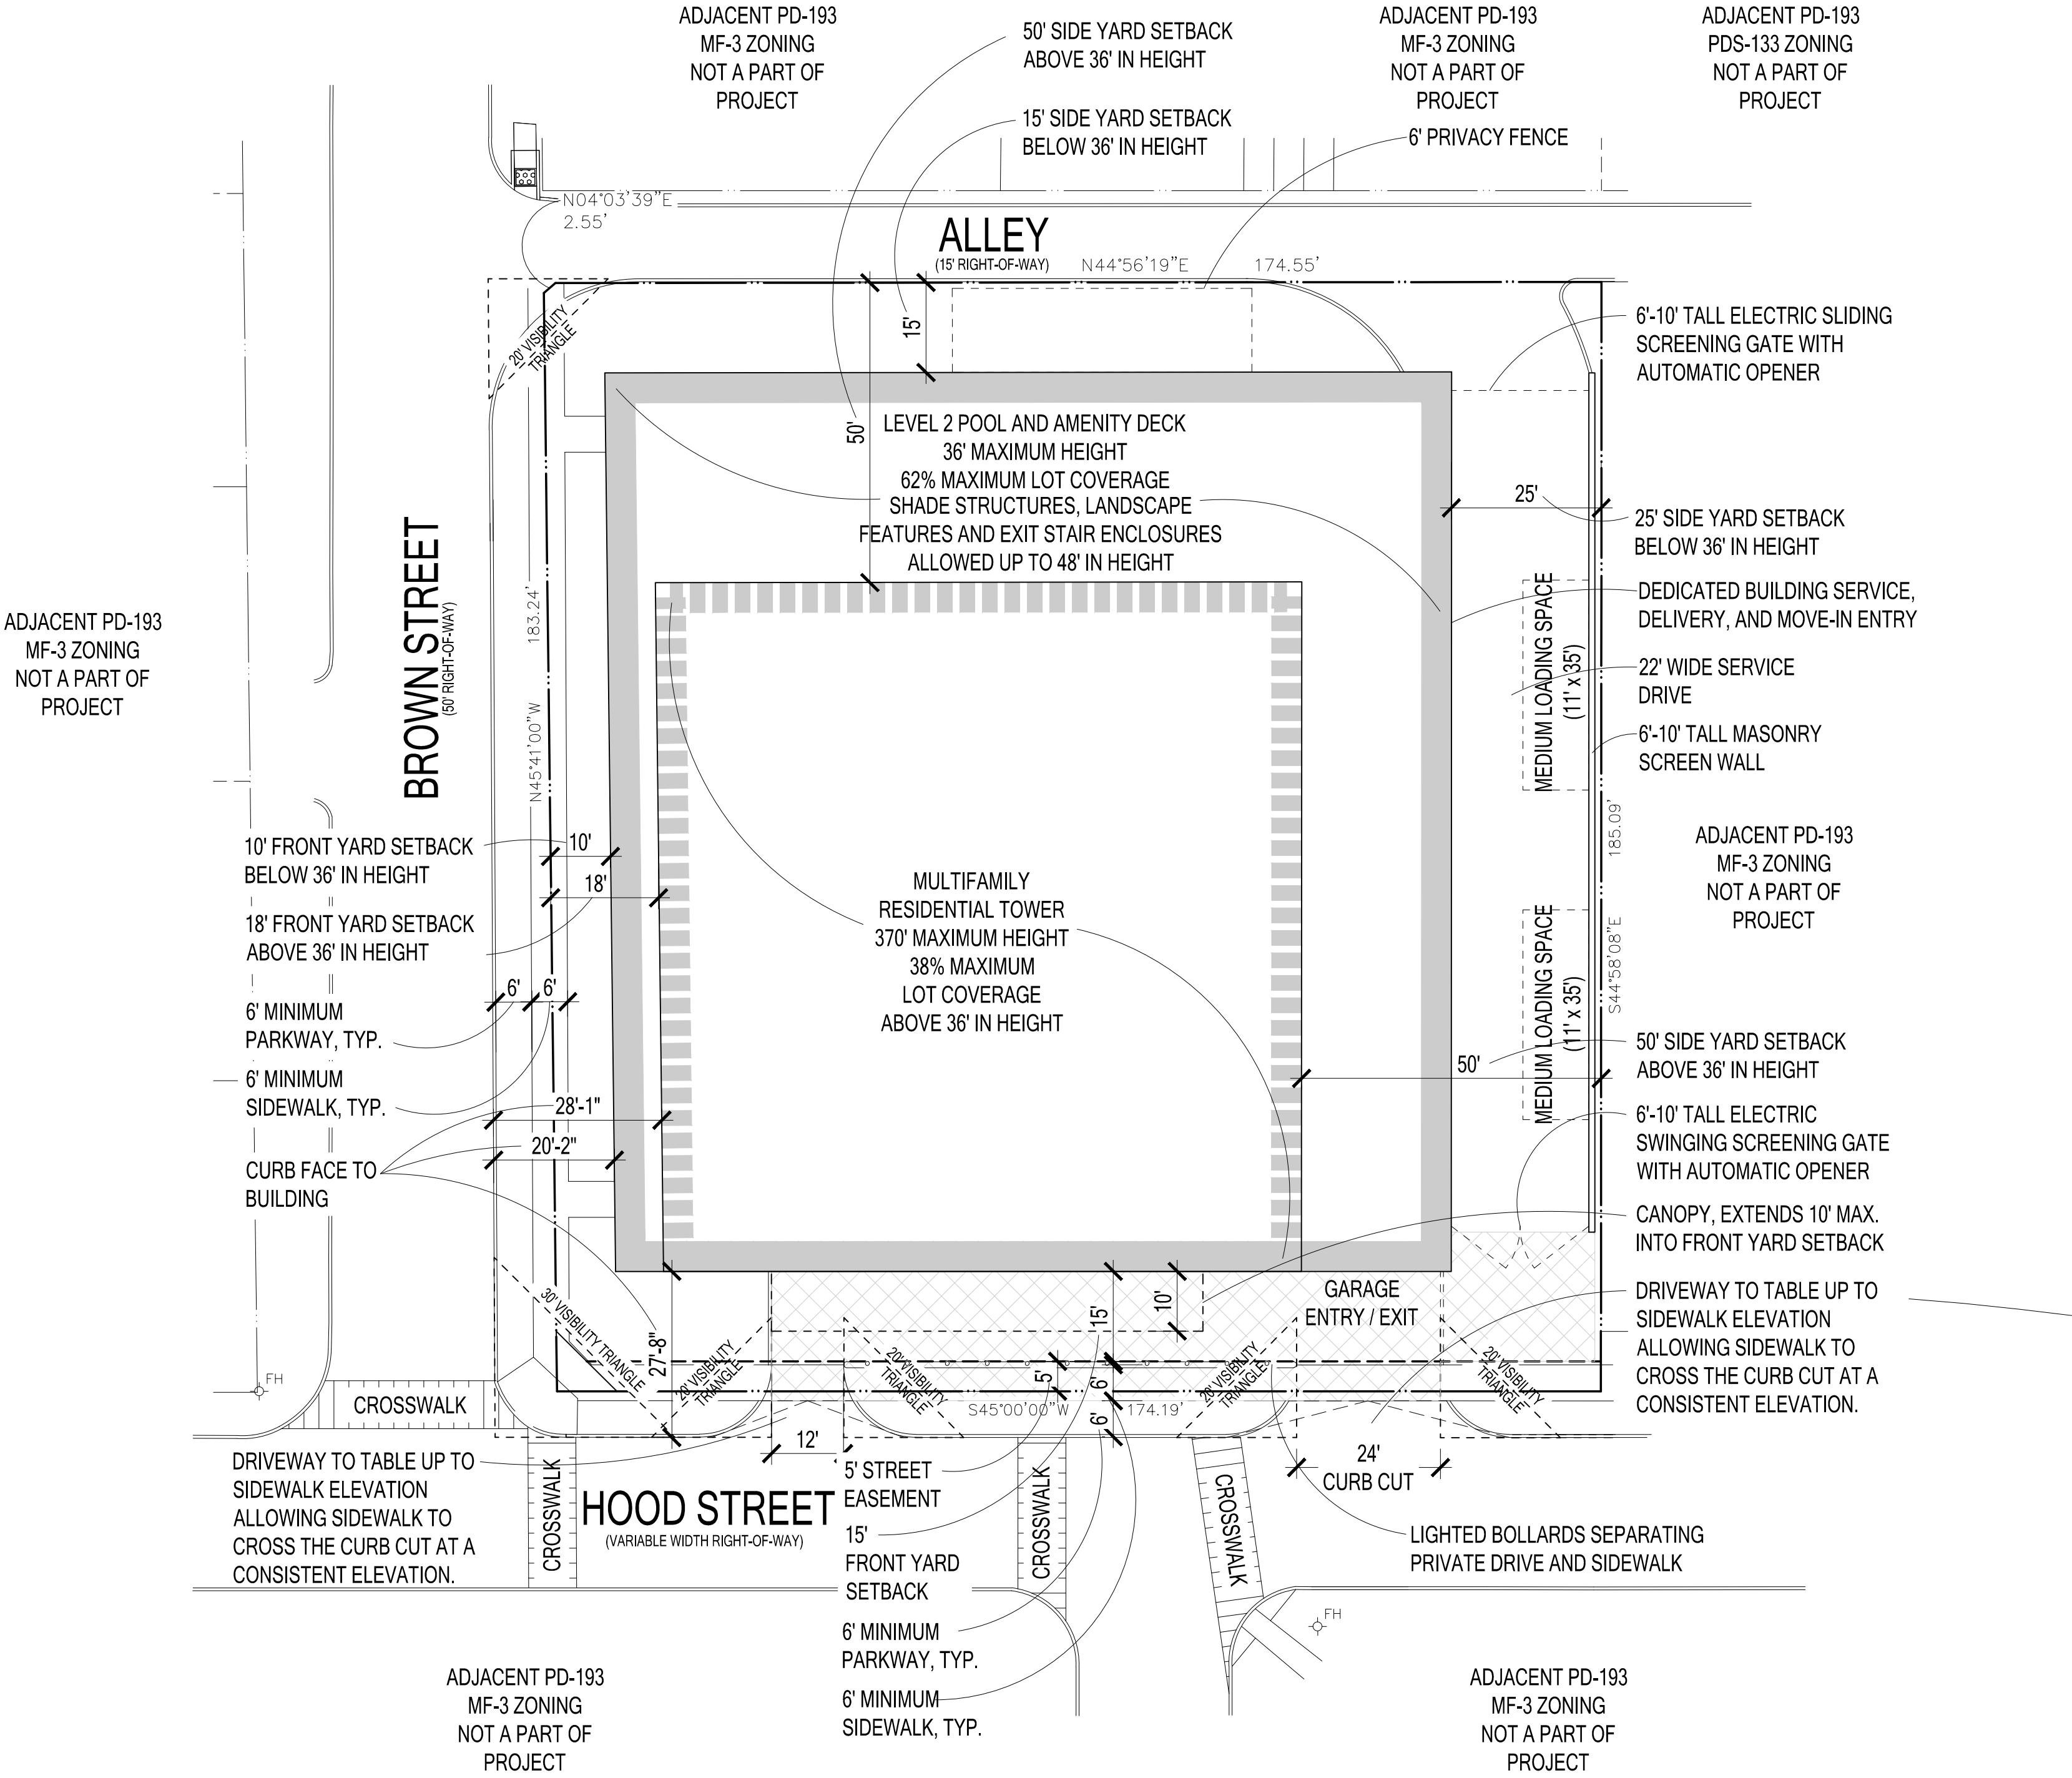 ADJACENT PD-193
MF-3 ZONING
NOT A PART OF
PROJECT
50' SIDE YARD SETBACK
ABOVE 36' IN HEIGHT
15' SIDE YARD SETBACK
BELOW 36' IN HEIGHT
ADJACENT PD-193
MF-3 ZONING
NOT A PART OF
PROJECT
ADJACENT PD-193
PDS-133 ZONING
NOT A PART OF
PROJECT
6' PRIVACY FENCE
N04°03'39"E
2.55'
ALLEY
(15' RIGHT-OF-WAY)
N44°56'19"E
174.55'
20' VISIBILITY
TRIANGLE
15'
50'
6'-10' TALL ELECTRIC SLIDING
SCREENING GATE WITH
AUTOMATIC OPENER
LEVEL 2 POOL AND AMENITY DECK
36' MAXIMUM HEIGHT
62% MAXIMUM LOT COVERAGE
SHADE STRUCTURES, LANDSCAPE
FEATURES AND EXIT STAIR ENCLOSURES
ALLOWED UP TO 48' IN HEIGHT
25'
25' SIDE YARD SETBACK
BELOW 36' IN HEIGHT
DEDICATED BUILDING SERVICE,
DELIVERY, AND MOVE-IN ENTRY
MEDIUM LOADING SPACE
(11' x 35')
22' WIDE SERVICE
DRIVE
6'-10' TALL MASONRY
SCREEN WALL
ADJACENT PD-193
MF-3 ZONING
NOT A PART OF
PROJECT
BROWN STREET
(50' RIGHT-OF-WAY)
183.24'
N45°41'00"W
185.09'
S44°58'08"E
ADJACENT PD-193
MF-3 ZONING
NOT A PART OF
PROJECT
10' FRONT YARD SETBACK
BELOW 36' IN HEIGHT
10'
18' FRONT YARD SETBACK
ABOVE 36' IN HEIGHT
18'
MULTIFAMILY
RESIDENTIAL TOWER
370' MAXIMUM HEIGHT
38% MAXIMUM
LOT COVERAGE
ABOVE 36' IN HEIGHT
MEDIUM LOADING SPACE
(11' x 35')
6'
6'
6' MINIMUM
PARKWAY, TYP.
6' MINIMUM
SIDEWALK, TYP.
50'
50' SIDE YARD SETBACK
ABOVE 36' IN HEIGHT
28'-1"
20'-2"
CURB FACE TO
BUILDING
6'-10' TALL ELECTRIC
SWINGING SCREENING GATE
WITH AUTOMATIC OPENER
CANOPY, EXTENDS 10' MAX.
INTO FRONT YARD SETBACK
GARAGE
ENTRY / EXIT
DRIVEWAY TO TABLE UP TO
SIDEWALK ELEVATION
ALLOWING SIDEWALK TO
CROSS THE CURB CUT AT A
CONSISTENT ELEVATION.
30' VISIBILITY TRIANGLE
27'-8"
20' VISIBILITY
TRIANGLE
20' VISIBILITY
TRIANGLE
15'
10'
5'
6'
6'
20' VISIBILITY
TRIANGLE
20' VISIBILITY
TRIANGLE
S45°00'00"W
174.19'
FH
CROSSWALK
12'
24'
CURB CUT
DRIVEWAY TO TABLE UP TO
SIDEWALK ELEVATION
ALLOWING SIDEWALK TO
CROSS THE CURB CUT AT A
CONSISTENT ELEVATION.
CROSSWALK
HOOD STREET
(VARIABLE WIDTH RIGHT-OF-WAY)
5' STREET
EASEMENT
15'
FRONT YARD
SETBACK
6' MINIMUM
PARKWAY, TYP.
6' MINIMUM
SIDEWALK, TYP.
CROSSWALK
CROSSWALK
LIGHTED BOLLARDS SEPARATING
PRIVATE DRIVE AND SIDEWALK
FH
ADJACENT PD-193
MF-3 ZONING
NOT A PART OF
PROJECT
ADJACENT PD-193
MF-3 ZONING
NOT A PART OF
PROJECT